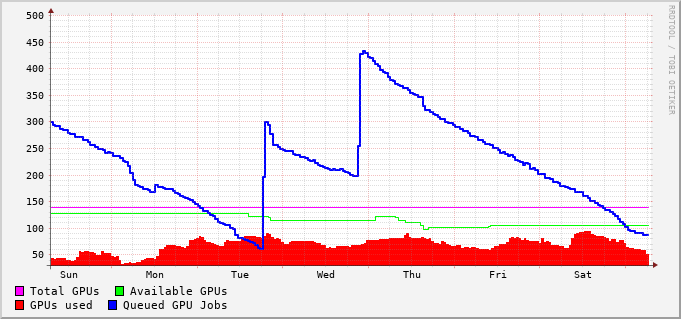 500
450
400
350
300
250
200
150
100
50
Sun Mon Tue Wed Thu Fri Sat
Total GPUs Available GPUs
GPUs used Queued GPU Jobs
RRDTOOL / TOBI OETIKER